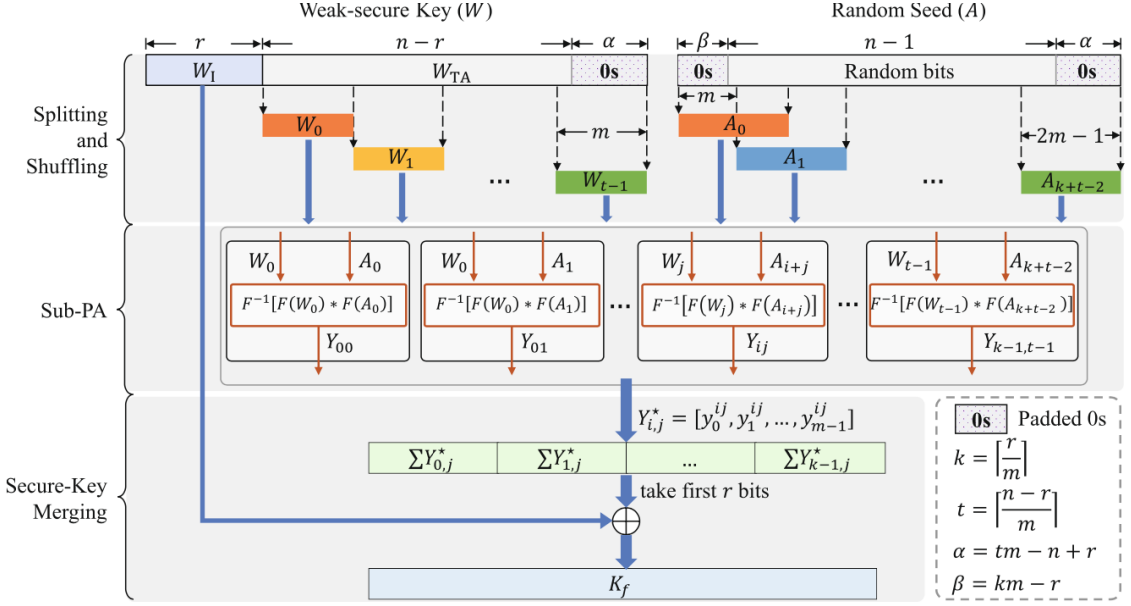 Weak-secure Key (W)
Random Seed (A)
r
n − r
α
β
n − 1
α
W_I
W_TA
0s
0s
Random bits
0s
m
Splitting
and
Shuffling
W_0
W_1
...
m
W_{t−1}
A_0
A_1
...
2m − 1
A_{k+t−2}
Sub-PA
W_0
A_0
F^{−1}[F(W_0) ∗ F(A_0)]
Y_{00}
W_0
A_1
F^{−1}[F(W_0) ∗ F(A_1)]
Y_{01}
...
W_j
A_{i+j}
F^{−1}[F(W_j) ∗ F(A_{i+j})]
Y_{ij}
...
W_{t−1}
A_{k+t−2}
F^{−1}[F(W_{t−1}) ∗ F(A_{k+t−2})]
Y_{k−1,t−1}
Secure-Key
Merging
Y^⋆_{i,j} = [y_0^{ij}, y_1^{ij}, ..., y_{m−1}^{ij}]
∑Y^⋆_{0,j}
∑Y^⋆_{1,j}
...
∑Y^⋆_{k−1,j}
take first r bits
K_f
0s Padded 0s
k = ⌈r/m⌉
t = ⌈(n − r)/m⌉
α = tm − n + r
β = km − r